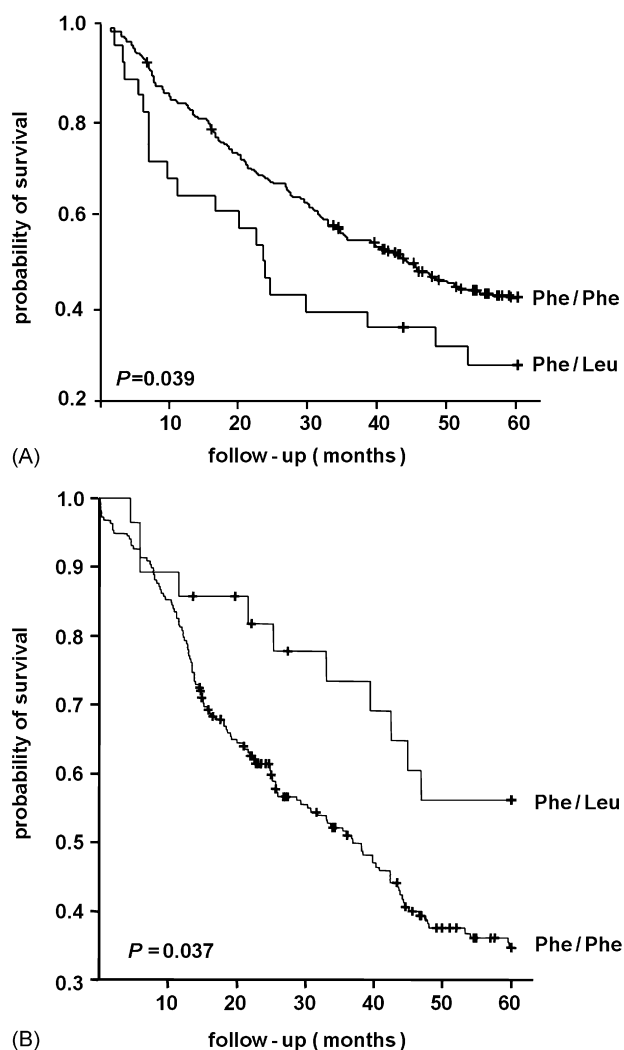 1.0
0.8
0.6
0.4
0.2
probability of survival
Phe/Phe
Phe/Leu
P=0.039
10 20 30 40 50 60
(A)
follow-up (months)
1.0
0.9
0.8
0.7
0.6
0.5
0.4
0.3
probability of survival
Phe/Leu
Phe/Phe
P=0.037
10 20 30 40 50 60
(B)
follow-up (months)